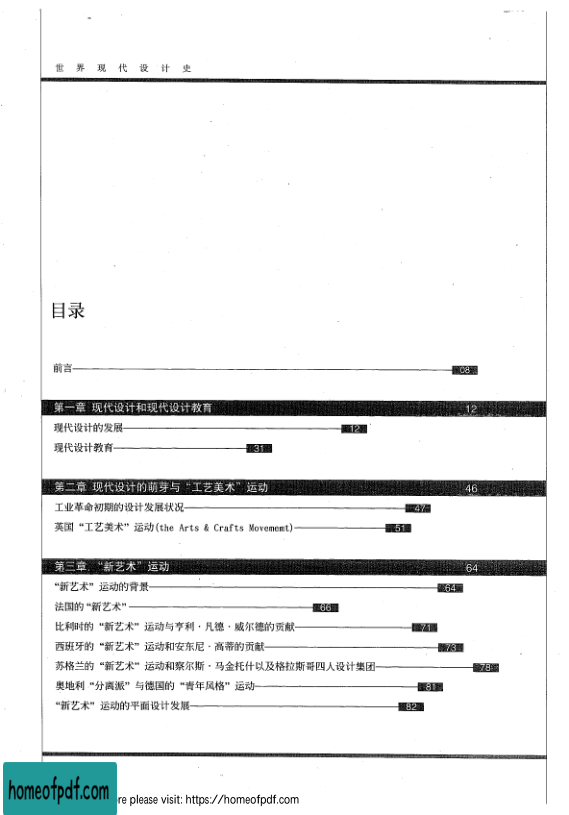 世界现代设计史
目录
前言 08
第一章 现代设计和现代设计教育 12
现代设计的发展 12
现代设计教育 31
第二章 现代设计的萌芽与“工艺美术”运动 46
工业革命初期的设计发展状况 47
英国“工艺美术”运动(the Arts & Crafts Movement) 51
第三章 “新艺术”运动 64
“新艺术”运动的背景 64
法国的“新艺术” 66
比利时的“新艺术”运动与亨利·凡德·威尔德的贡献 71
西班牙的“新艺术”运动和安东尼·高蒂的贡献 73
苏格兰的“新艺术”运动和察尔斯·马金托什以及格拉斯哥四人设计集团 78
奥地利“分离派”与德国的“青年风格”运动 81
“新艺术”运动的平面设计发展 82
homeofpdf.com
re please visit: https://homeofpdf.com